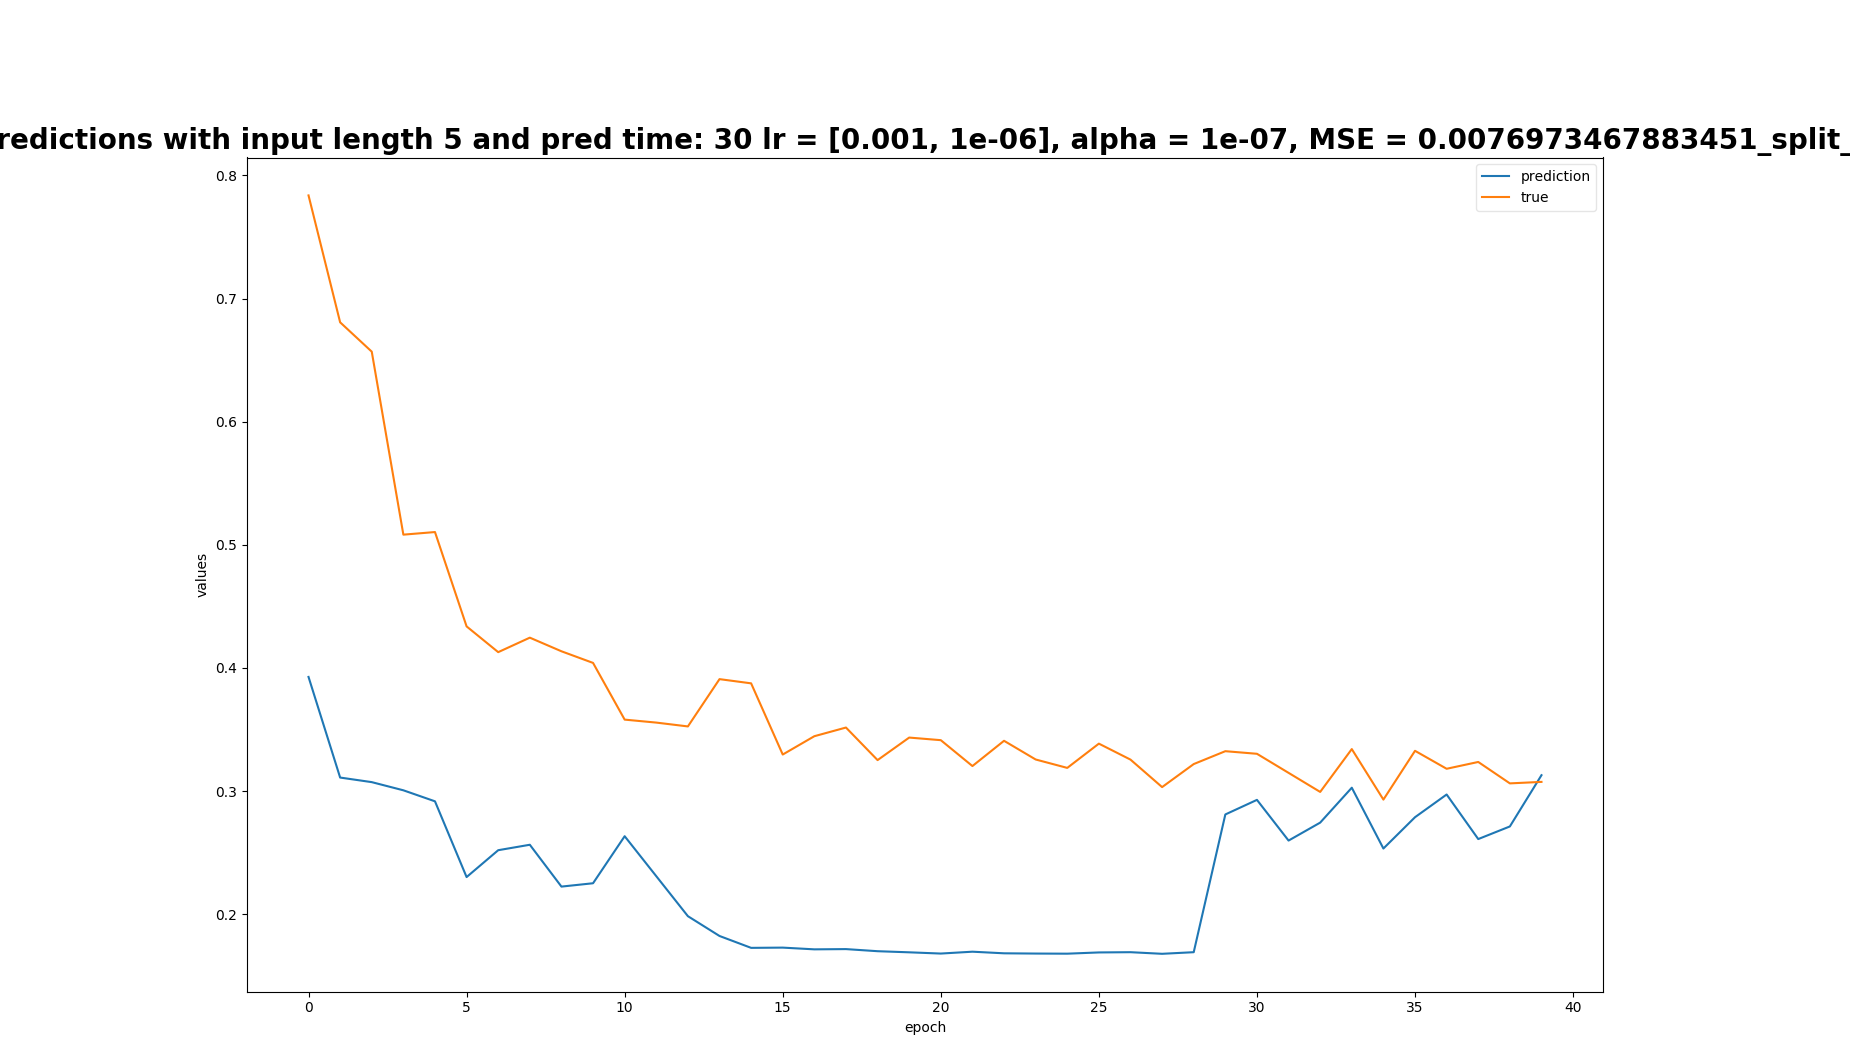 redictions with input length 5 and pred time: 30 lr = [0.001, 1e-06], alpha = 1e-07, MSE = 0.0076973467883451_split_
prediction
true
0.8
0.7
0.6
0.5
0.4
0.3
0.2
values
0 5 10 15 20 25 30 35 40
epoch